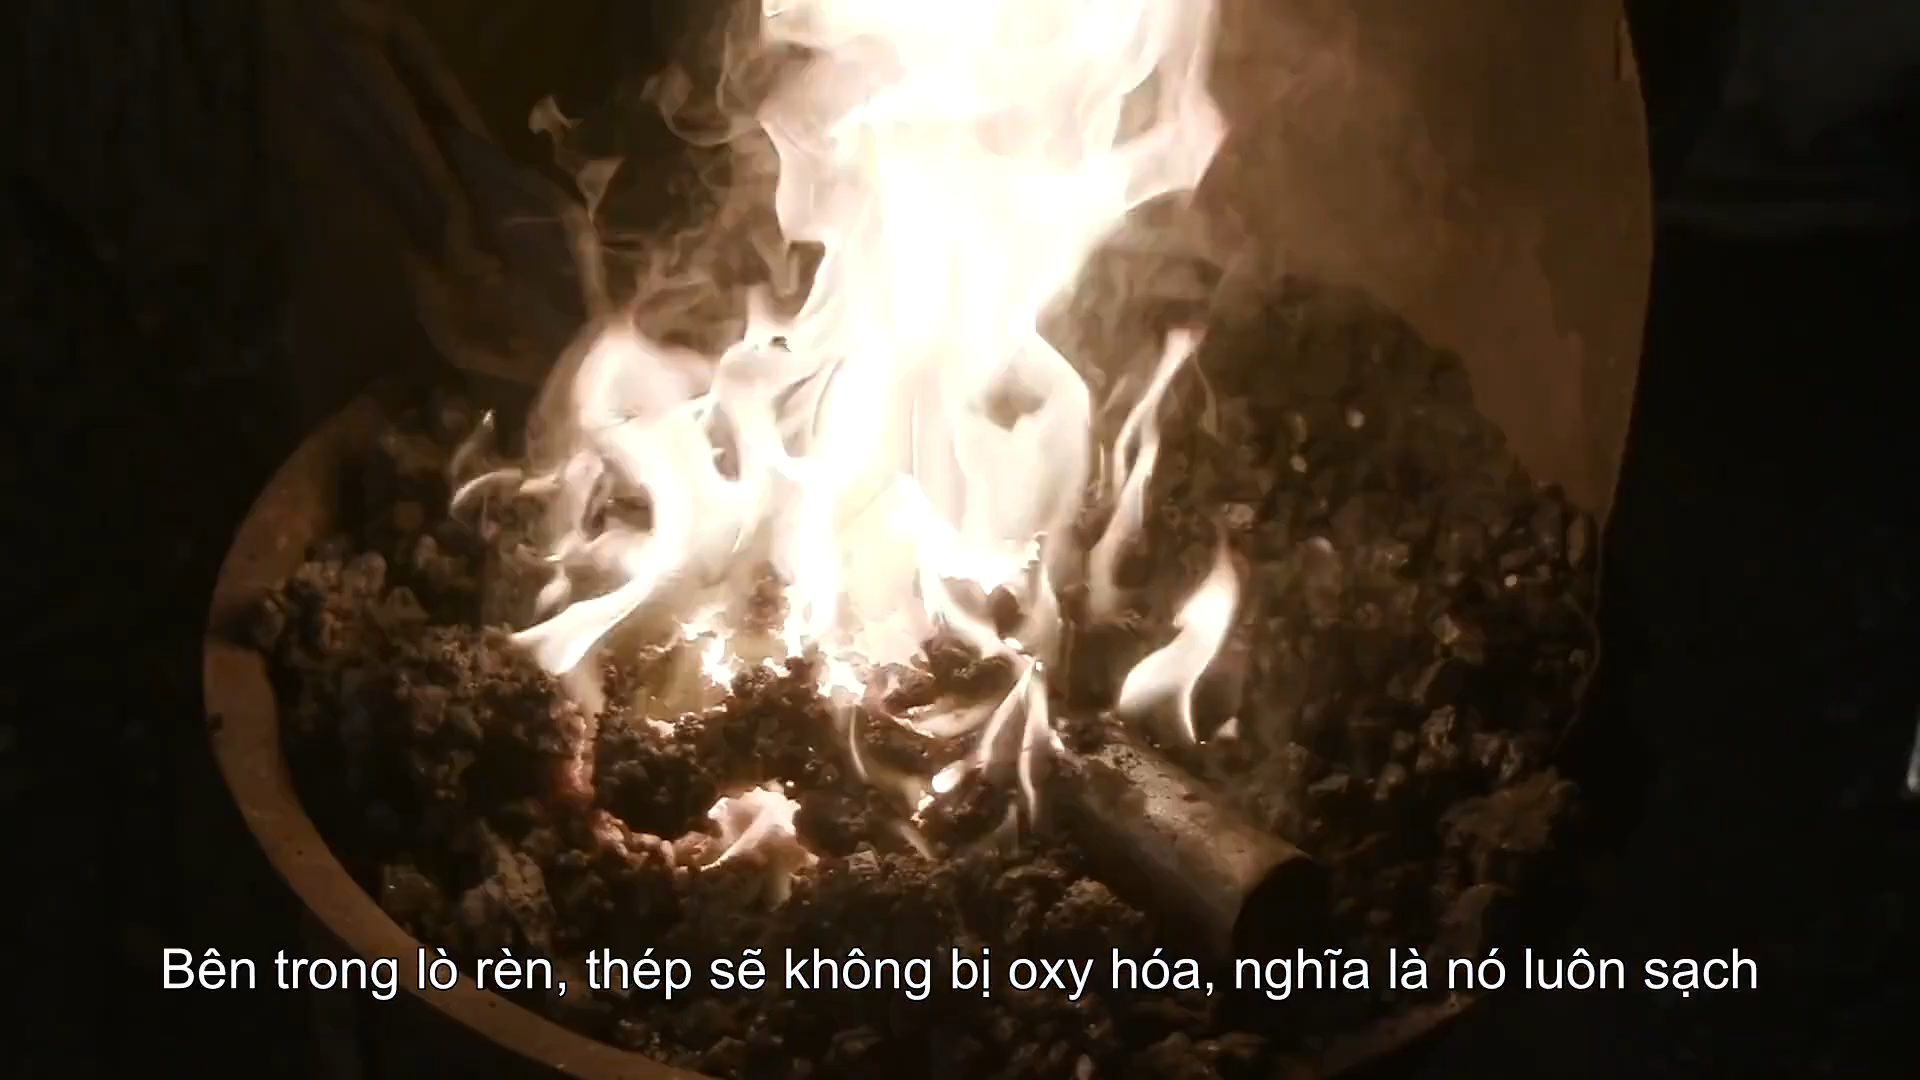 Bên trong lò rèn, thép sẽ không bị oxy hóa, nghĩa là nó luôn sạch